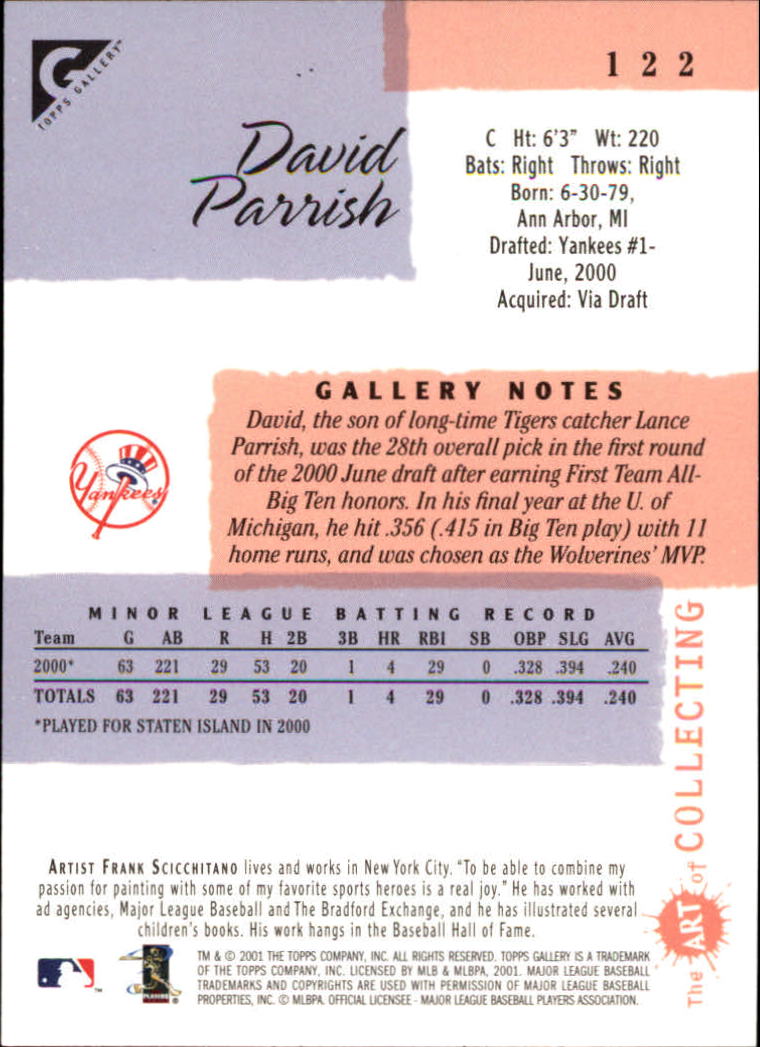 G
TOPPS GALLERY™
122
David
Parrish
C Ht: 6'3" Wt: 220
Bats: Right Throws: Right
Born: 6-30-79,
Ann Arbor, MI
Drafted: Yankees #1-
June, 2000
Acquired: Via Draft
GALLERY NOTES
David, the son of long-time Tigers catcher Lance
Parrish, was the 28th overall pick in the first round
of the 2000 June draft after earning First Team All-
Big Ten honors. In his final year at the U. of
Michigan, he hit .356 (.415 in Big Ten play) with 11
home runs, and was chosen as the Wolverines' MVP.
Yankees
MINOR LEAGUE BATTING RECORD
Team G AB R H 2B 3B HR RBI SB OBP SLG AVG
2000* 63 221 29 53 20 1 4 29 0 .328 .394 .240
TOTALS 63 221 29 53 20 1 4 29 0 .328 .394 .240
*PLAYED FOR STATEN ISLAND IN 2000
The ART of COLLECTING
ARTIST FRANK SCICCHITANO lives and works in New York City. "To be able to combine my
passion for painting with some of my favorite sports heroes is a real joy." He has worked with
ad agencies, Major League Baseball and The Bradford Exchange, and he has illustrated several
children's books. His work hangs in the Baseball Hall of Fame.
TM & © 2001 THE TOPPS COMPANY, INC. ALL RIGHTS RESERVED. TOPPS GALLERY IS A TRADEMARK
OF THE TOPPS COMPANY, INC. LICENSED BY MLB & MLBPA, 2001. MAJOR LEAGUE BASEBALL
TRADEMARKS AND COPYRIGHTS ARE USED WITH PERMISSION OF MAJOR LEAGUE BASEBALL
PROPERTIES, INC. © MLBPA. OFFICIAL LICENSEE - MAJOR LEAGUE BASEBALL PLAYERS ASSOCIATION.